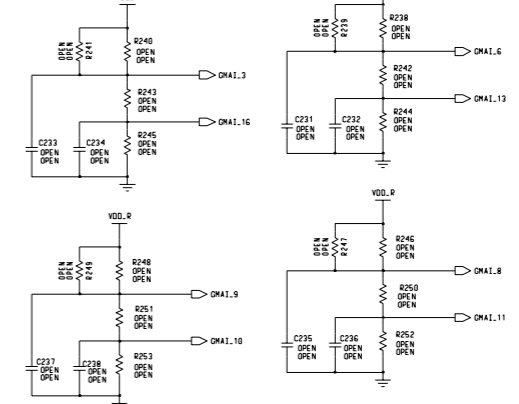 OPEN
OPEN
R241
R240
OPEN
OPEN
GMAI_3
R243
OPEN
OPEN
GMAI_16
C233
OPEN
OPEN
C234
OPEN
OPEN
R245
OPEN
OPEN
OPEN
OPEN
R239
R238
OPEN
OPEN
GMAI_6
R242
OPEN
OPEN
GMAI_13
C231
OPEN
OPEN
C232
OPEN
OPEN
R244
OPEN
OPEN
VDD_R
OPEN
OPEN
R249
R248
OPEN
OPEN
GMAI_9
R251
OPEN
OPEN
GMAI_10
C237
OPEN
OPEN
C238
OPEN
OPEN
R253
OPEN
OPEN
VDD_R
OPEN
OPEN
R247
R246
OPEN
OPEN
GMAI_8
R250
OPEN
OPEN
GMAI_11
C235
OPEN
OPEN
C236
OPEN
OPEN
R252
OPEN
OPEN